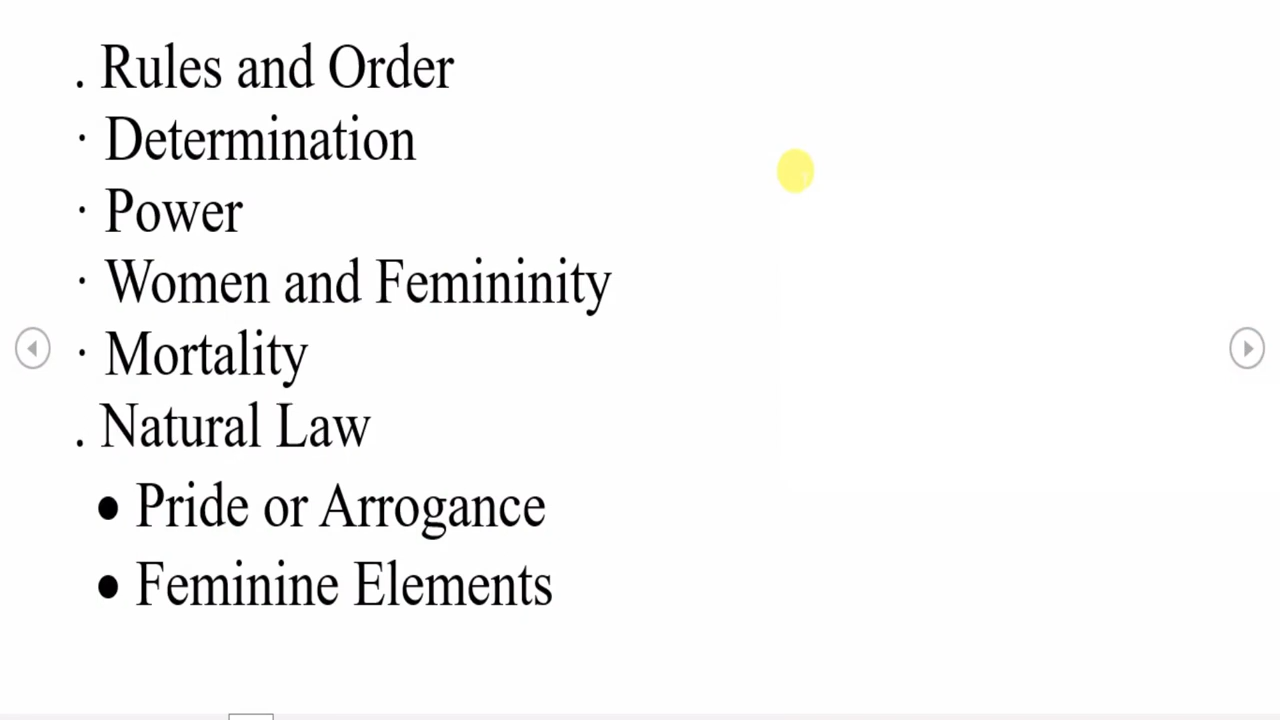 . Rules and Order
· Determination
· Power
· Women and Femininity
· Mortality
. Natural Law
• Pride or Arrogance
• Feminine Elements